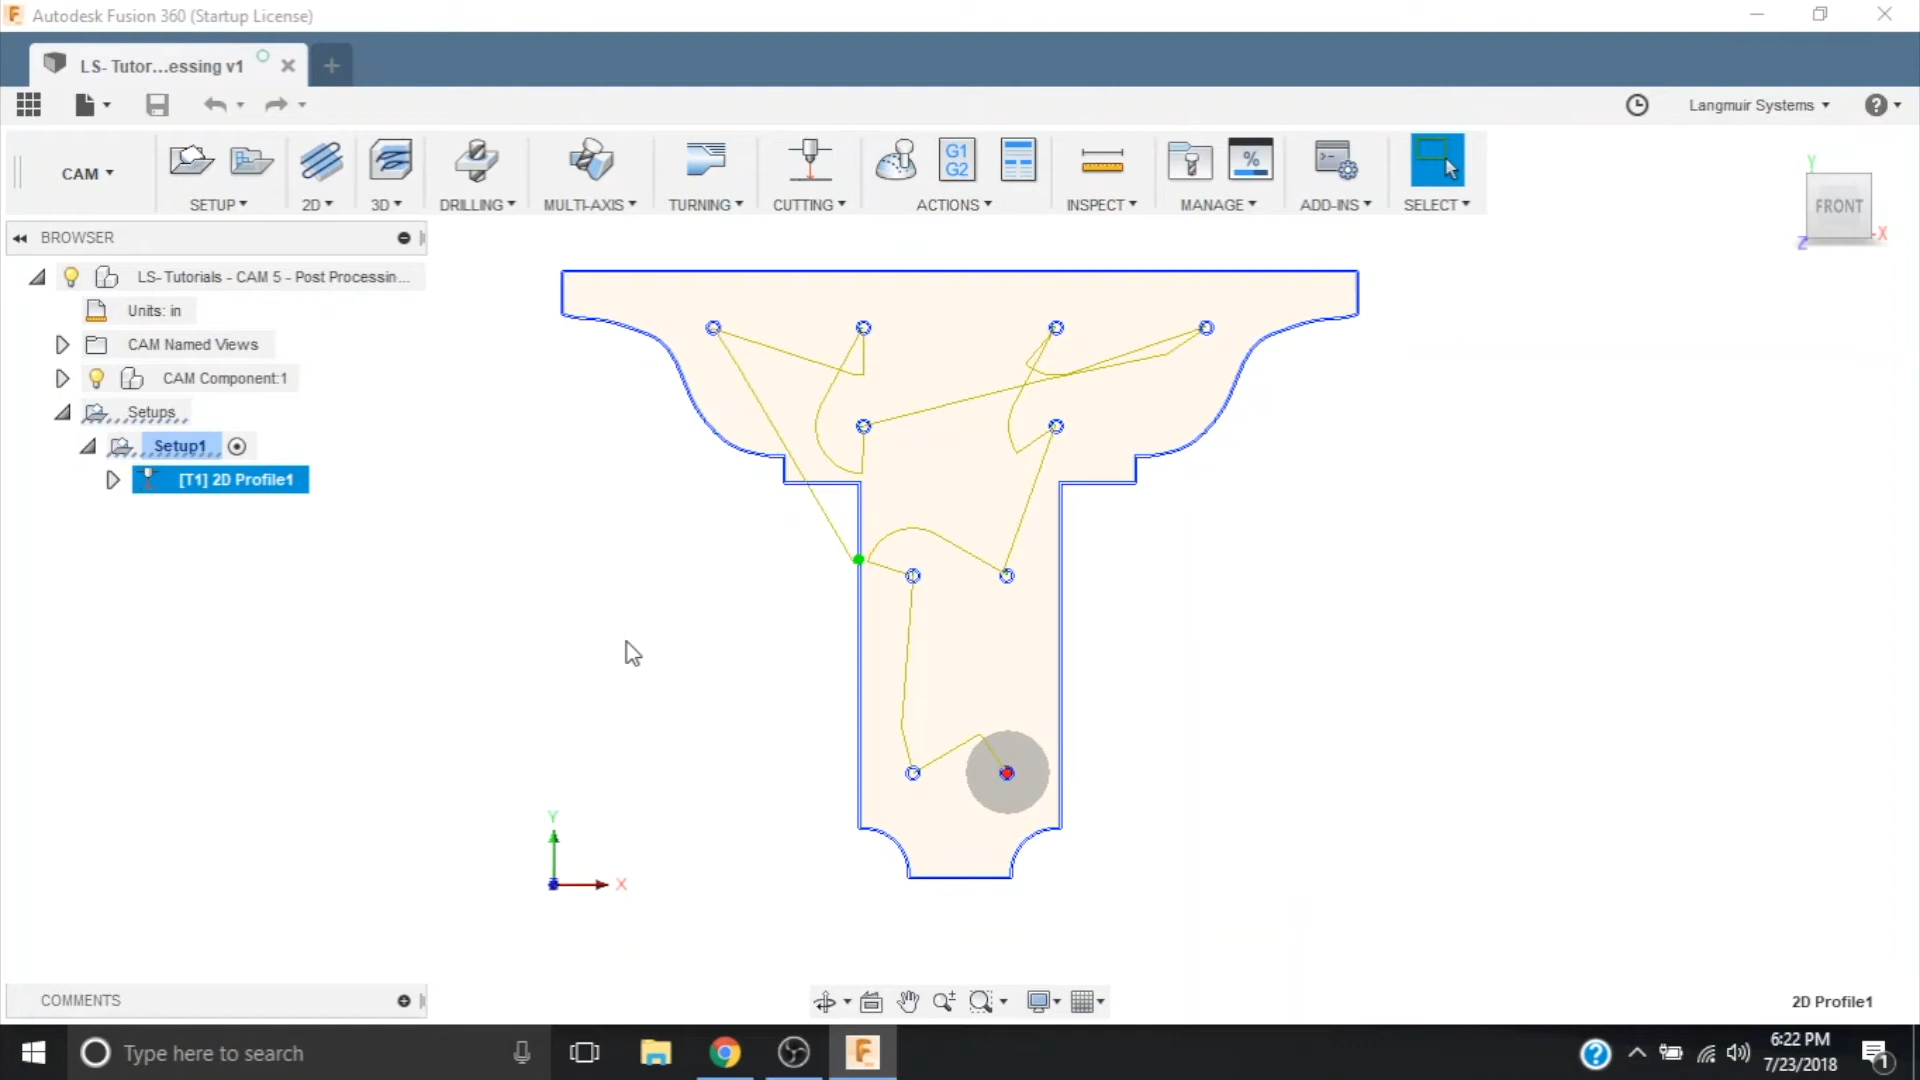 Autodesk Fusion 360 (Startup License)
LS- Tutor...essing v1
Langmuir Systems
CAM
G1
G2
%
SETUP
2D
3D
DRILLING
MULTI-AXIS
TURNING
CUTTING
ACTIONS
INSPECT
MANAGE
ADD-INS
SELECT
Y
FRONT
Z
X
BROWSER
LS- Tutorials - CAM 5 - Post Processin...
Units: in
CAM Named Views
CAM Component:1
Setups
Setup1
[T1] 2D Profile1
Y
X
COMMENTS
2D Profile1
Type here to search
6:22 PM
7/23/2018
1